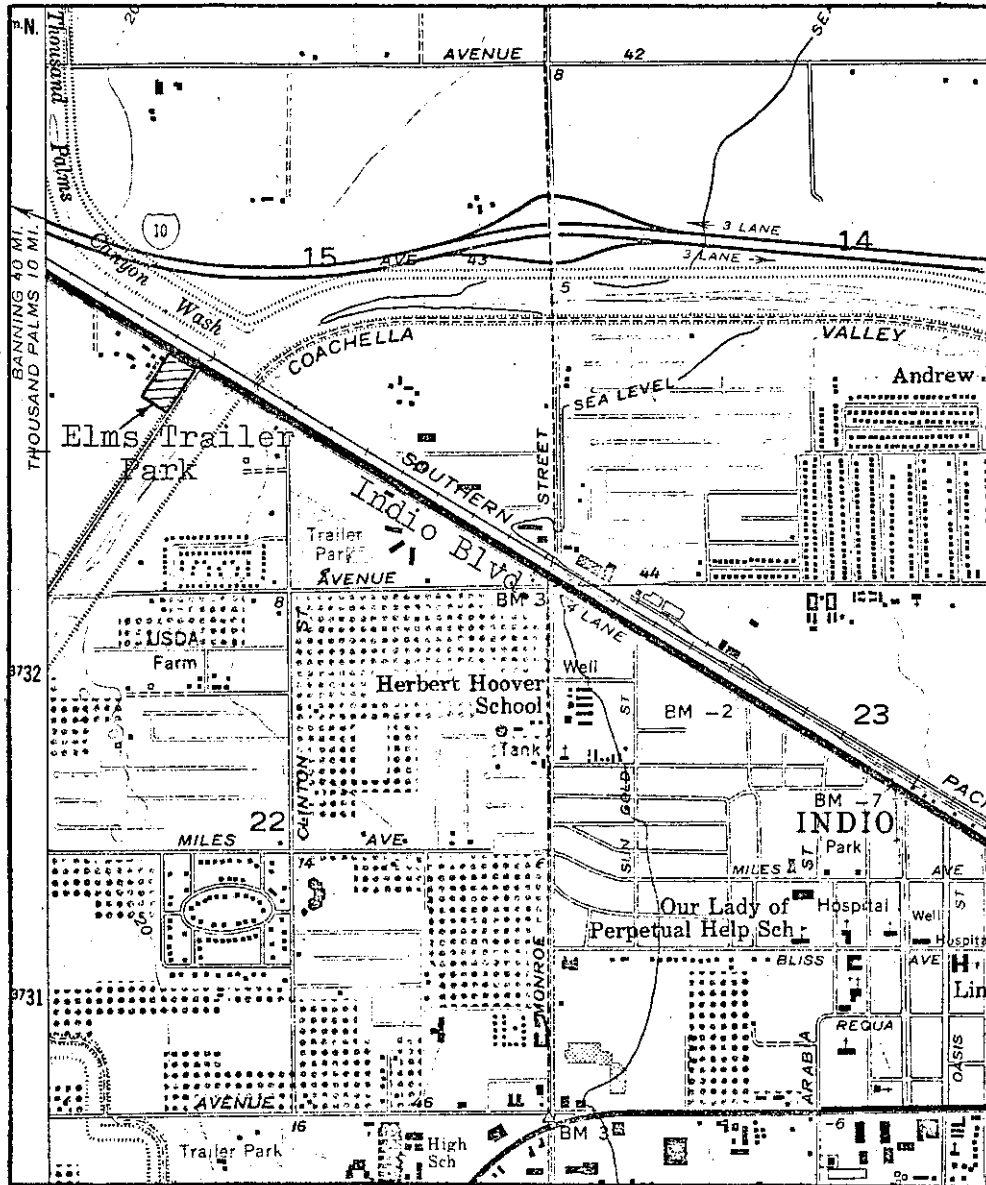 N.
20
Thousand Palms
Canyon Wash
AVENUE 42
8
SEA
BANNING 40 MI.
THOUSAND PALMS 10 MI.
10
15
AVE 43
3 LANE
3 LANE
14
5
COACHELLA VALLEY
SEA LEVEL
Andrew
Elms Trailer
Park
SOUTHERN
STREET
Indio Blvd
Trailer
Park
AVENUE
44
8
BM 3
4 LANE
USDA
Farm
CLINTON ST
9732
Herbert Hoover
School
Well
ST
BM -2
23
Tank
GOLD
PACI
22
BM -7
INDIO
Park
MILES AVE
14
MILES
ST
AVE
ST
Our Lady of
Perpetual Help Sch
Hospital
Well
Hospital
20
BLISS AVE
Lin
MONROE
9731
REQUA
ARABIA
OASIS
AVENUE 46
16
BM 3
-6
Trailer Park
High
Sch